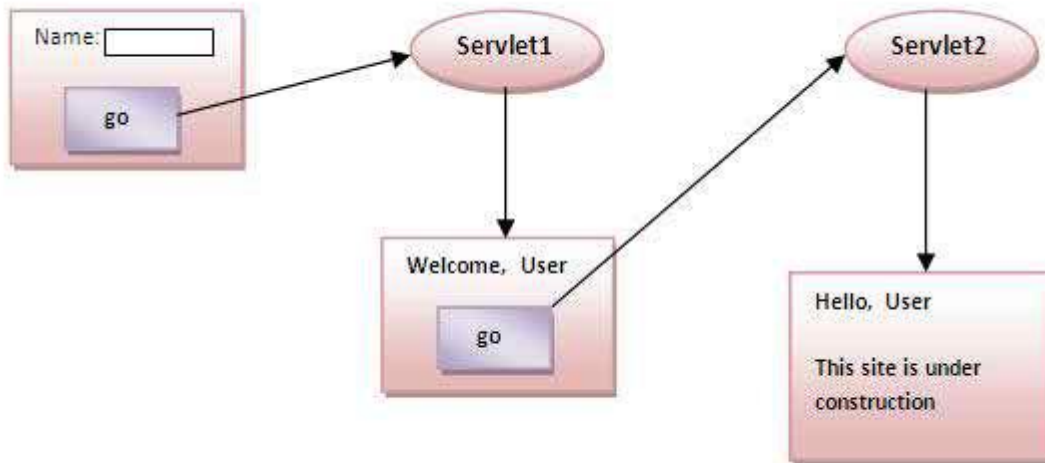 Name:
go
Servlet1
Welcome, User
go
Servlet2
Hello, User
This site is under
construction